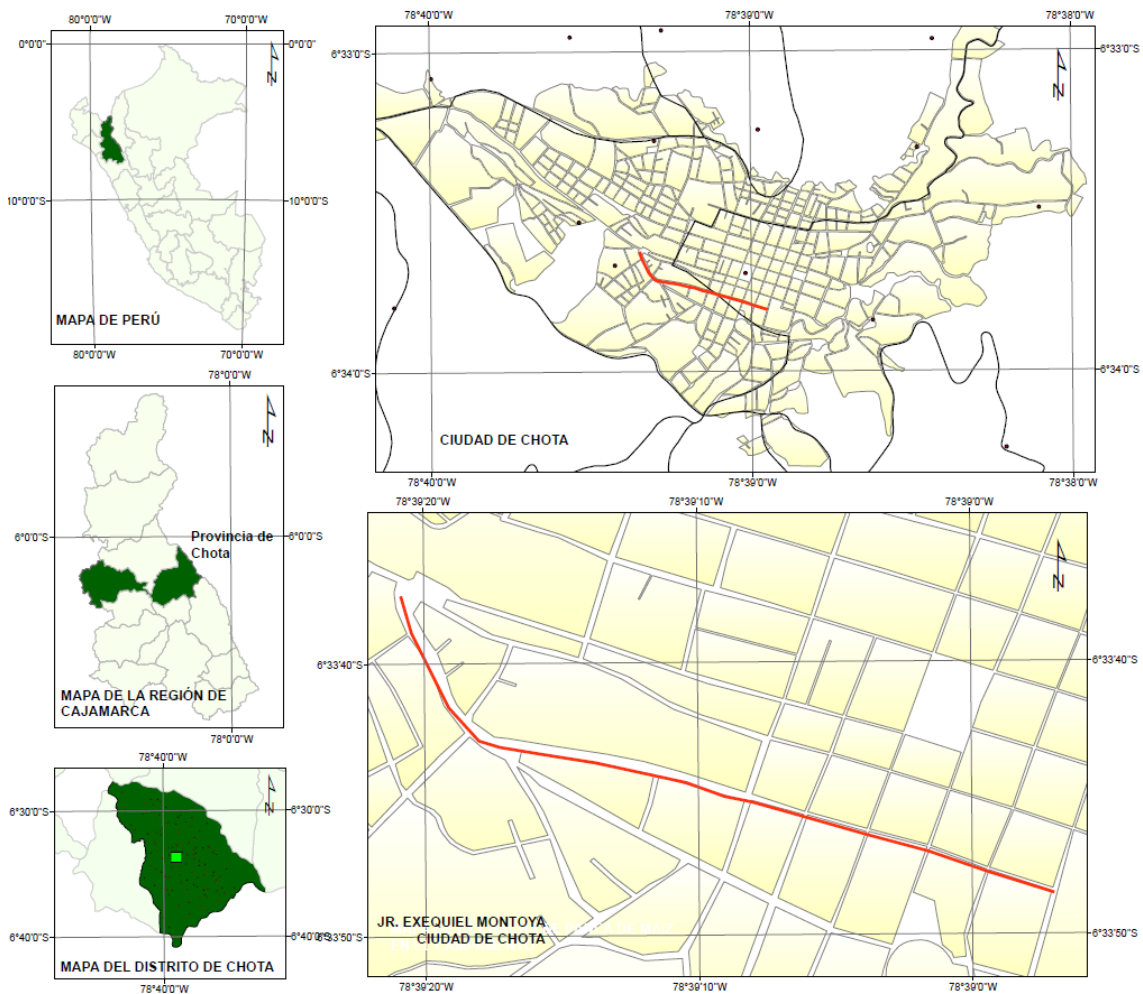 80°0'0"W 70°0'0"W
0°0'0" 0°0'0"S
N
10°0'0"S 10°0'0"S
MAPA DE PERÚ
80°0'0"W 70°0'0"W
78°0'0"W
N
6°0'0"S 6°0'0"S
Provincia de
Chota
MAPA DE LA REGIÓN DE
CAJAMARCA
78°0'0"W
78°40'0"W
N
6°30'0"S 6°30'0"S
6°40'0"S 6°40'0"S
MAPA DEL DISTRITO DE CHOTA
78°40'0"W
78°40'0"W 78°39'0"W 78°38'0"W
6°33'0"S 6°33'0"S
N
6°34'0"S 6°34'0"S
CIUDAD DE CHOTA
78°40'0"W 78°39'0"W 78°38'0"W
78°39'20"W 78°39'10"W 78°39'0"W
N
6°33'40"S 6°33'40"S
JR. EXEQUIEL MONTOYA
CIUDAD DE CHOTA
6°33'50"S 6°33'50"S
78°39'20"W 78°39'10"W 78°39'0"W